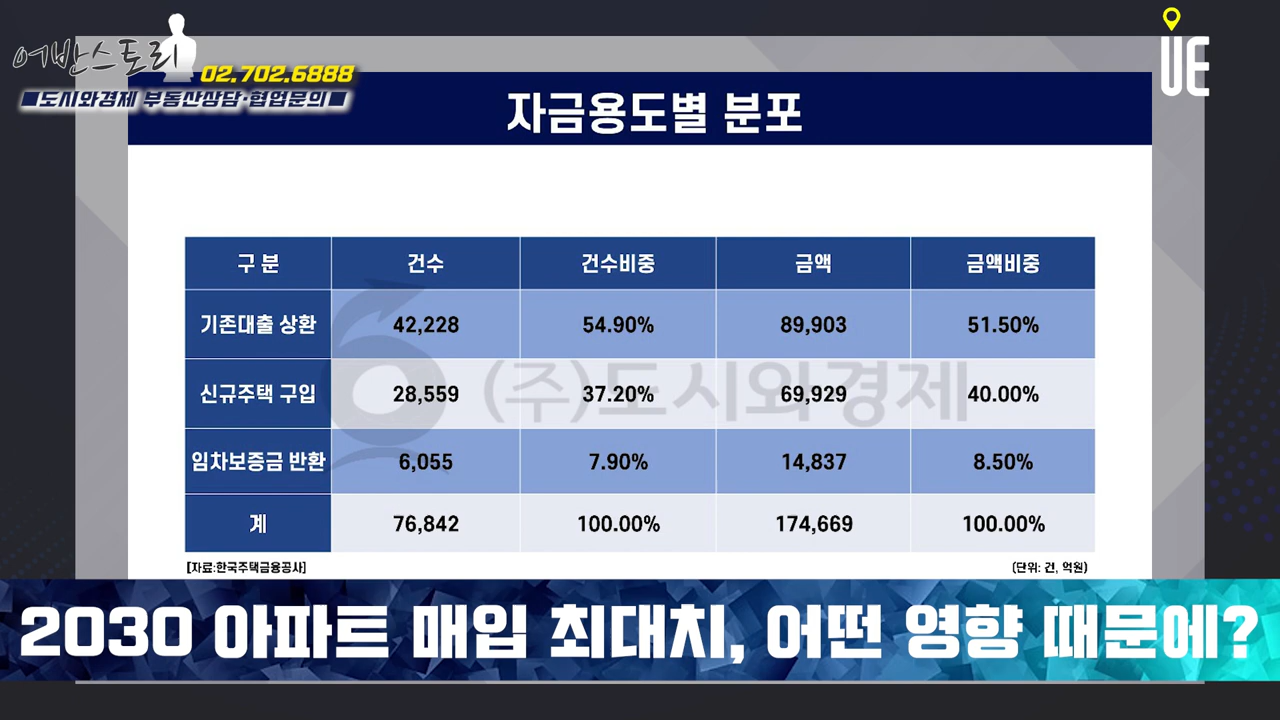 어반스토리
02.702.6888
■도시와경제 부동산상담·협업문의■
UE
자금용도별 분포
구 분 건수 건수비중 금액 금액비중
기존대출 상환 42,228 54.90% 89,903 51.50%
신규주택 구입 28,559 37.20% 69,929 40.00%
임차보증금 반환 6,055 7.90% 14,837 8.50%
계 76,842 100.00% 174,669 100.00%
(주)도시와경제
[자료:한국주택금융공사] (단위: 건, 억원)
2030 아파트 매입 최대치, 어떤 영향 때문에?